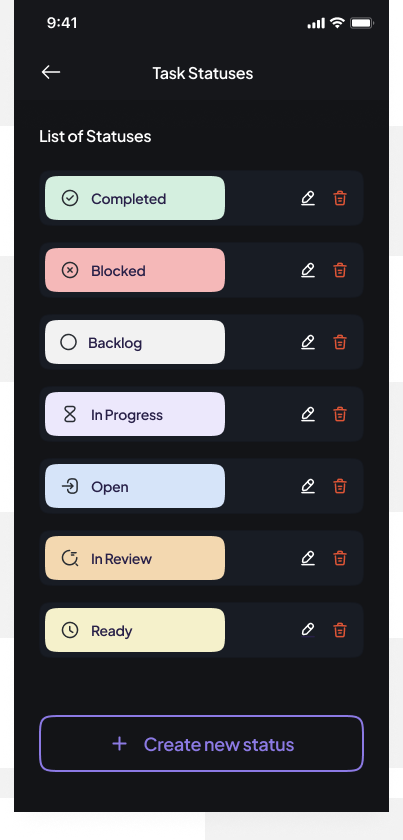 9:41
Task Statuses
List of Statuses
Completed
Blocked
Backlog
In Progress
Open
In Review
Ready
+ Create new status